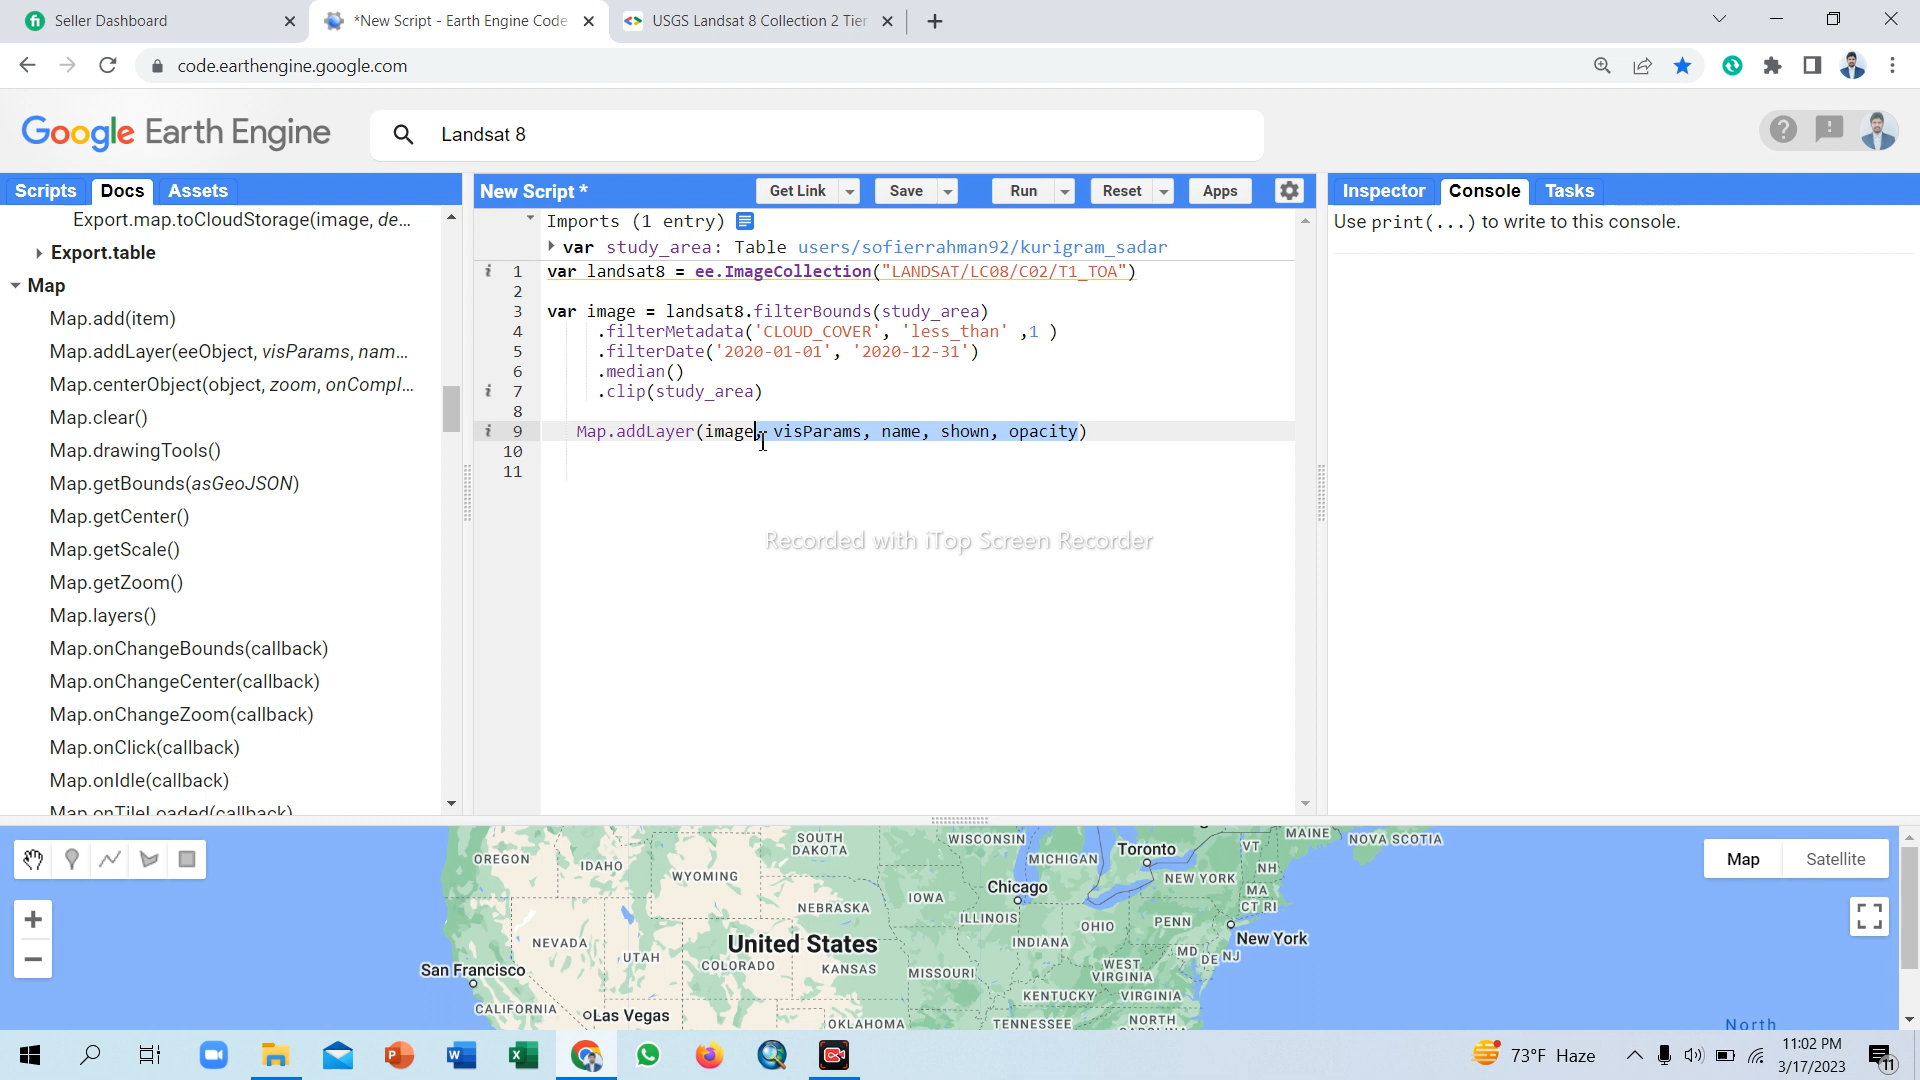 Seller Dashboard
*New Script - Earth Engine Code
USGS Landsat 8 Collection 2 Tier
code.earthengine.google.com
Google Earth Engine
Landsat 8
Scripts
Docs
Assets
New Script *
Get Link
Save
Run
Reset
Apps
Inspector
Console
Tasks
Export.map.toCloudStorage(image, de...
Export.table
Map
Map.add(item)
Map.addLayer(eeObject, visParams, nam...
Map.centerObject(object, zoom, onCompl...
Map.clear()
Map.drawingTools()
Map.getBounds(asGeoJSON)
Map.getCenter()
Map.getScale()
Map.getZoom()
Map.layers()
Map.onChangeBounds(callback)
Map.onChangeCenter(callback)
Map.onChangeZoom(callback)
Map.onClick(callback)
Map.onIdle(callback)
Map.onTileLoaded(callback)
Imports (1 entry)
var study_area: Table users/sofierrahman92/kurigram_sadar
i 1 var landsat8 = ee.ImageCollection("LANDSAT/LC08/C02/T1_TOA")
2
3 var image = landsat8.filterBounds(study_area)
4 .filterMetadata('CLOUD_COVER', 'less_than' ,1 )
5 .filterDate('2020-01-01', '2020-12-31')
6 .median()
i 7 .clip(study_area)
8
i 9 Map.addLayer(image, visParams, name, shown, opacity)
10
11
Use print(...) to write to this console.
Recorded with iTop Screen Recorder
OREGON
IDAHO
WYOMING
SOUTH
DAKOTA
WISCONSIN
MICHIGAN
Toronto
MAINE
NOVA SCOTIA
VT
NH
NEW YORK
MA
CT RI
Chicago
IOWA
NEBRASKA
ILLINOIS
OHIO
PENN
New York
NEVADA
UTAH
United States
COLORADO
KANSAS
MISSOURI
INDIANA
WEST
VIRGINIA
MD
DE NJ
San Francisco
CALIFORNIA
Las Vegas
OKLAHOMA
KENTUCKY
VIRGINIA
TENNESSEE
NORTH
CAROLINA
North
Map
Satellite
73°F Haze
11:02 PM
3/17/2023
11